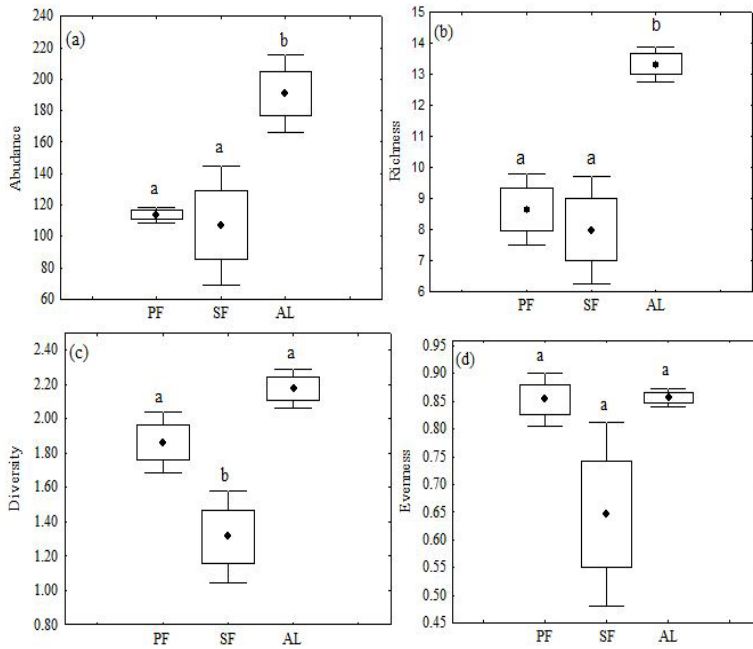 (a)
Abudance
240
220
200
180
160
140
120
100
80
60
a
a
b
PF SF AL
(b)
Richness
15
14
13
12
11
10
9
8
7
6
a
a
b
PF SF AL
(c)
Diversity
2.40
2.20
2.00
1.80
1.60
1.40
1.20
1.00
0.80
a
b
a
PF SF AL
(d)
Evenness
0.95
0.90
0.85
0.80
0.75
0.70
0.65
0.60
0.55
0.50
0.45
a
a
a
PF SF AL